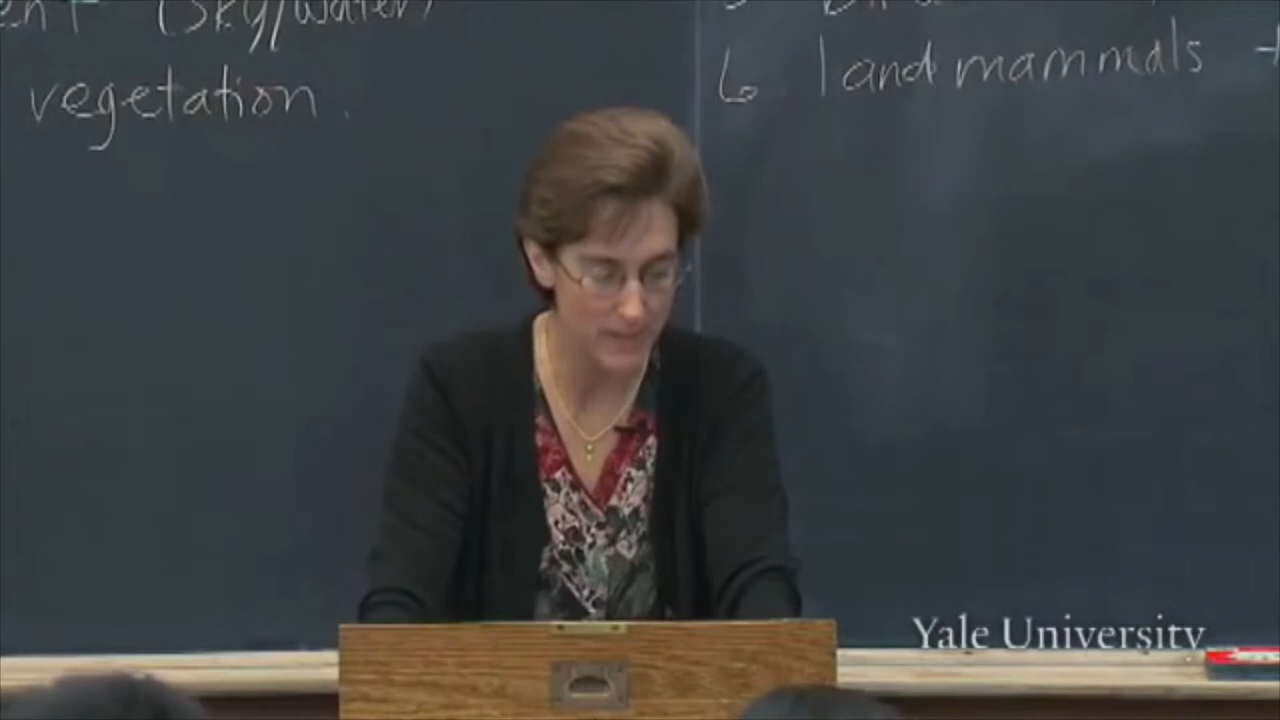 (sky/water)
vegetation.
6 land mammals +
Yale University